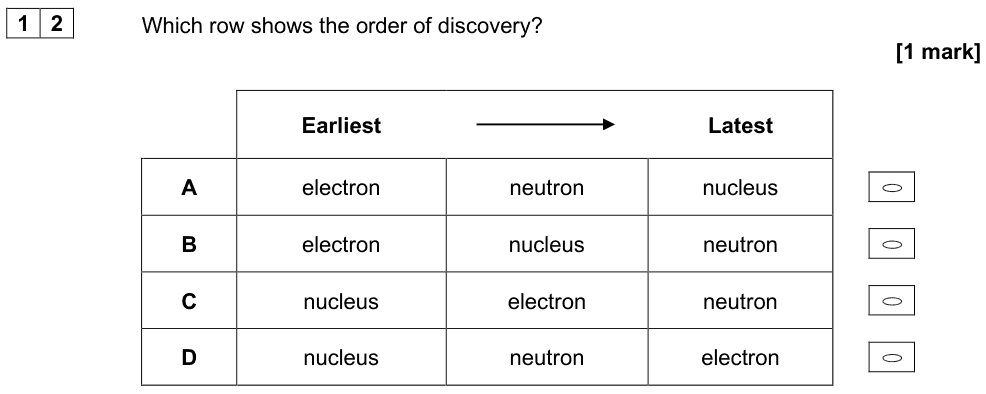 1 2 Which row shows the order of discovery?
[1 mark]
Earliest Latest
A electron neutron nucleus
B electron nucleus neutron
C nucleus electron neutron
D nucleus neutron electron